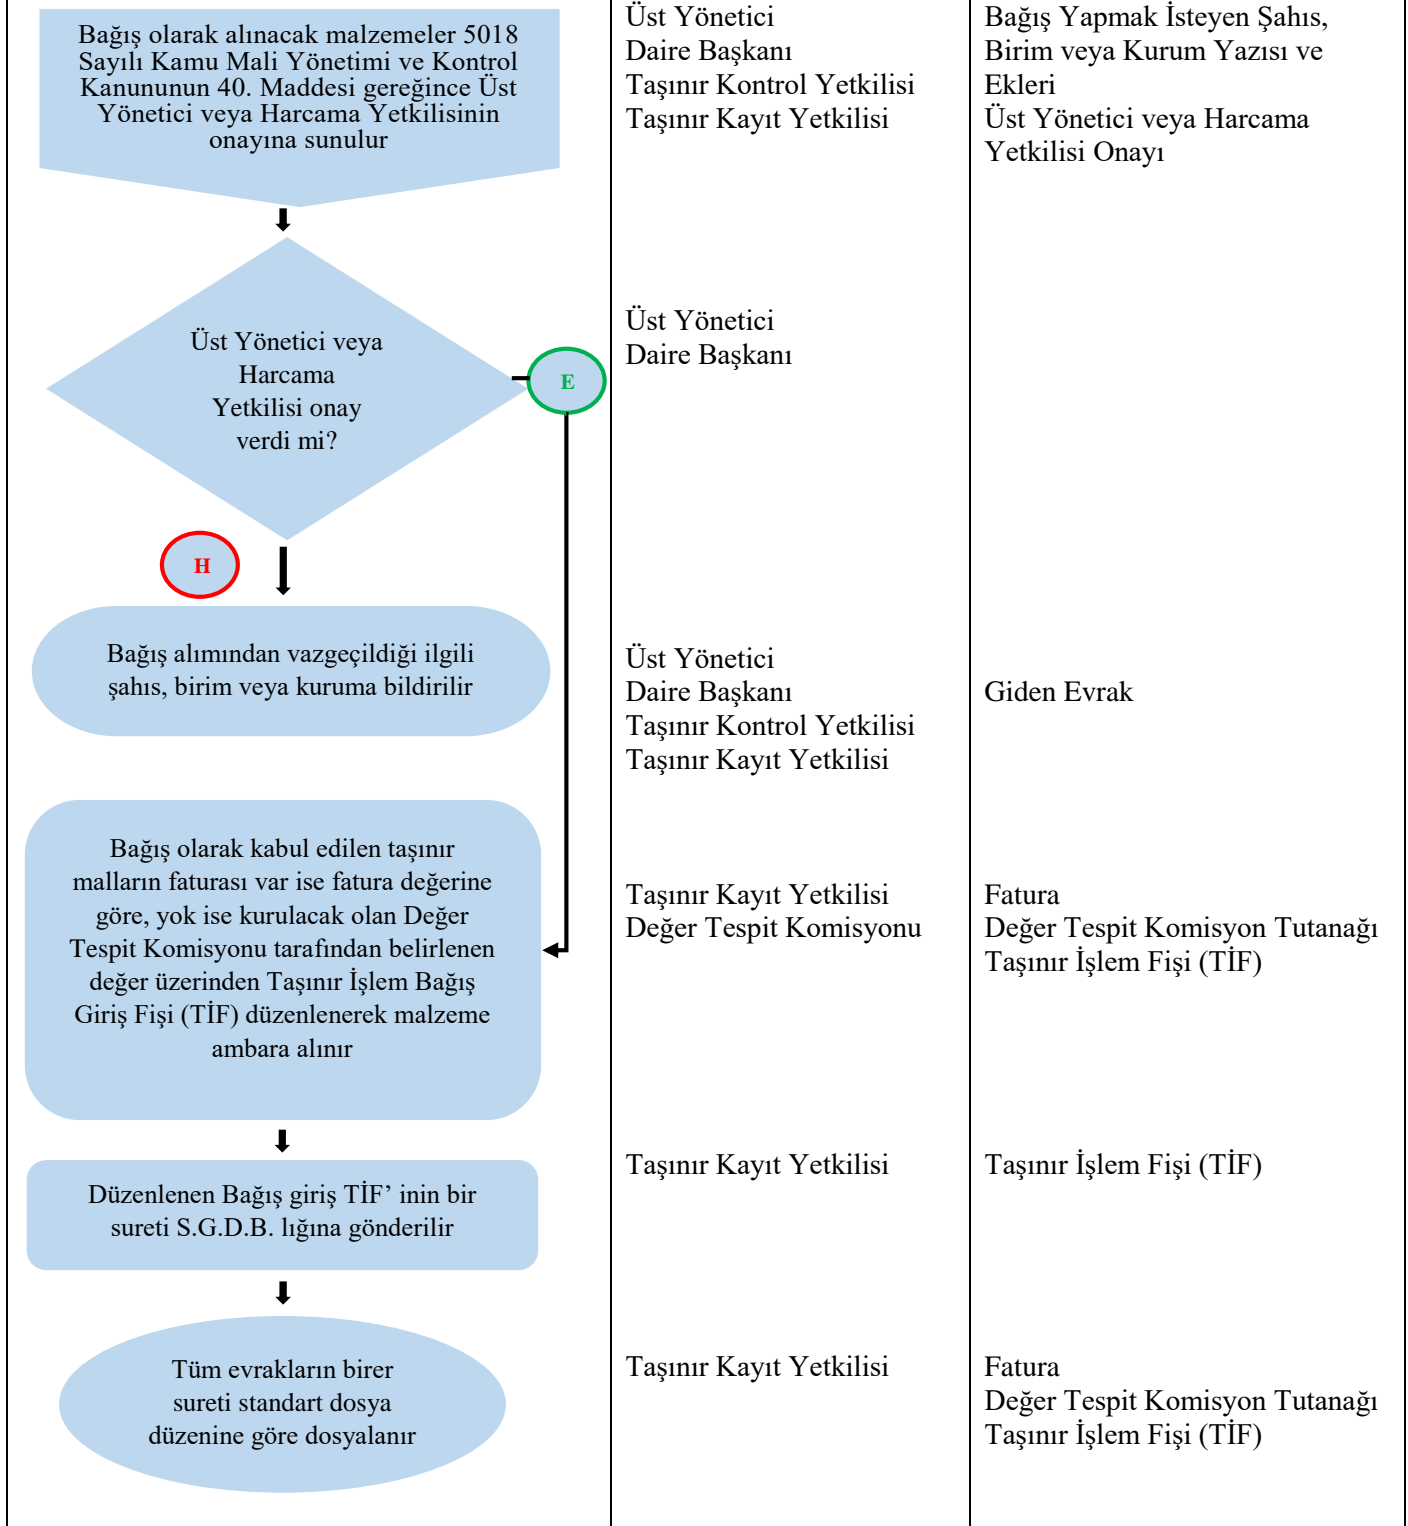 Bağış olarak alınacak malzemeler 5018
Sayılı Kamu Mali Yönetimi ve Kontrol
Kanununun 40. Maddesi gereğince Üst
Yönetici veya Harcama Yetkilisinin
onayına sunulur
Üst Yönetici
Daire Başkanı
Taşınır Kontrol Yetkilisi
Taşınır Kayıt Yetkilisi
Bağış Yapmak İsteyen Şahıs,
Birim veya Kurum Yazısı ve
Ekleri
Üst Yönetici veya Harcama
Yetkilisi Onayı
Üst Yönetici veya
Harcama
Yetkilisi onay
verdi mi?
E
H
Üst Yönetici
Daire Başkanı
Bağış alımından vazgeçildiği ilgili
şahıs, birim veya kuruma bildirilir
Üst Yönetici
Daire Başkanı
Taşınır Kontrol Yetkilisi
Taşınır Kayıt Yetkilisi
Giden Evrak
Bağış olarak kabul edilen taşınır
malların faturası var ise fatura değerine
göre, yok ise kurulacak olan Değer
Tespit Komisyonu tarafından belirlenen
değer üzerinden Taşınır İşlem Bağış
Giriş Fişi (TİF) düzenlenerek malzeme
ambara alınır
Taşınır Kayıt Yetkilisi
Değer Tespit Komisyonu
Fatura
Değer Tespit Komisyon Tutanağı
Taşınır İşlem Fişi (TİF)
Düzenlenen Bağış giriş TİF’ inin bir
sureti S.G.D.B. lığına gönderilir
Taşınır Kayıt Yetkilisi
Taşınır İşlem Fişi (TİF)
Tüm evrakların birer
sureti standart dosya
düzenine göre dosyalanır
Taşınır Kayıt Yetkilisi
Fatura
Değer Tespit Komisyon Tutanağı
Taşınır İşlem Fişi (TİF)